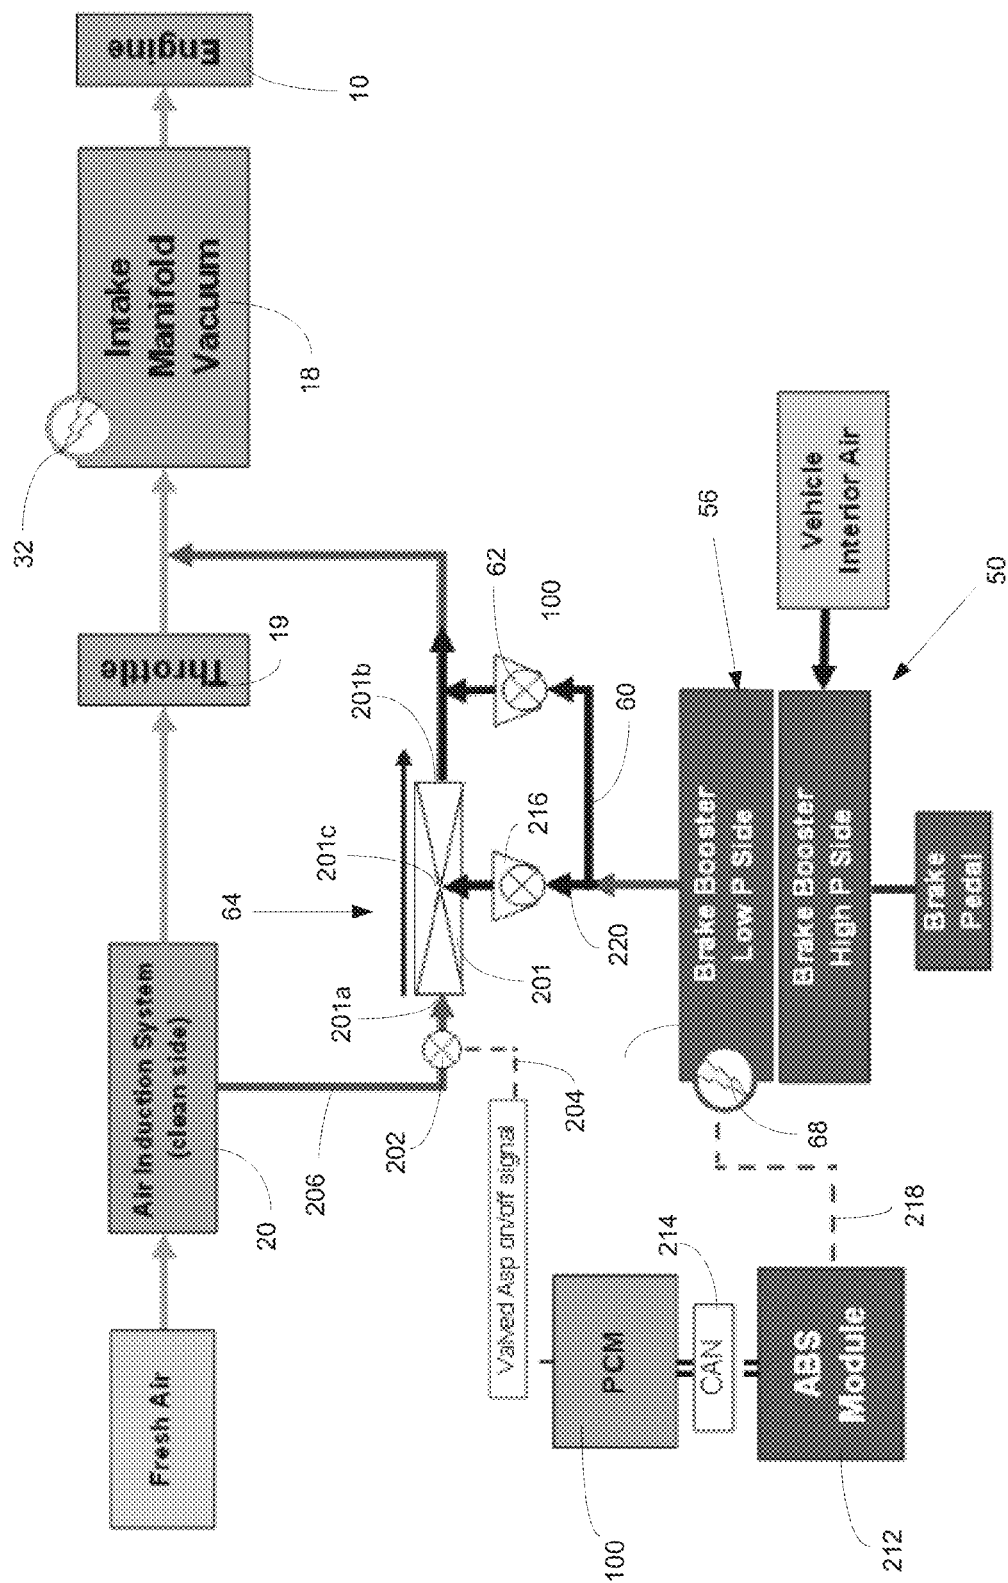 Fresh Air
Air Induction System
(clean side)
20
Throttle
19
32
Intake
Manifold
Vacuum
18
Engine
10
206
202
201a
64
201c
201b
201
216
62
100
220
60
204
Valved Asp on/off signal
PCM
100
214
CAN
ABS
Module
212
218
68
Brake Booster
Low P Side
Brake Booster
High P Side
56
Vehicle
Interior Air
50
Brake
Pedal